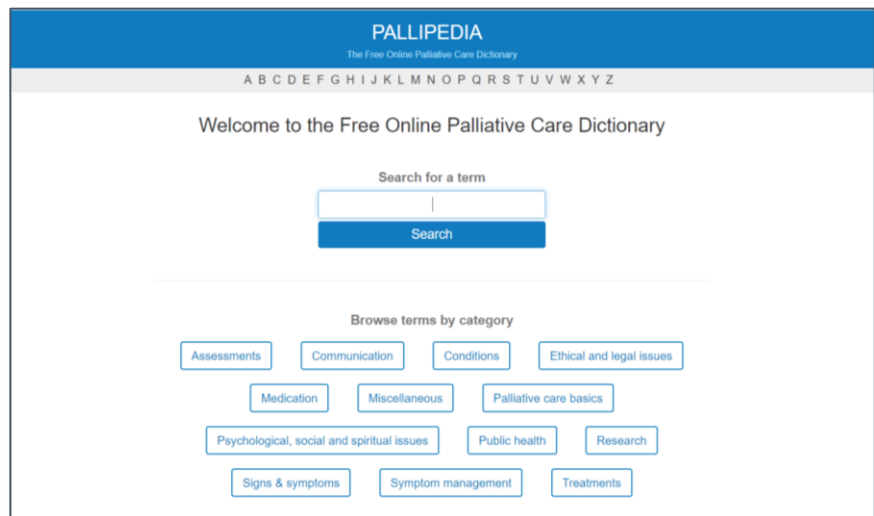 PALLIPEDIA
The Free Online Palliative Care Dictionary
A B C D E F G H I J K L M N O P Q R S T U V W X Y Z
Welcome to the Free Online Palliative Care Dictionary
Search for a term
Search
Browse terms by category
Assessments Communication Conditions Ethical and legal issues
Medication Miscellaneous Palliative care basics
Psychological, social and spiritual issues Public health Research
Signs & symptoms Symptom management Treatments